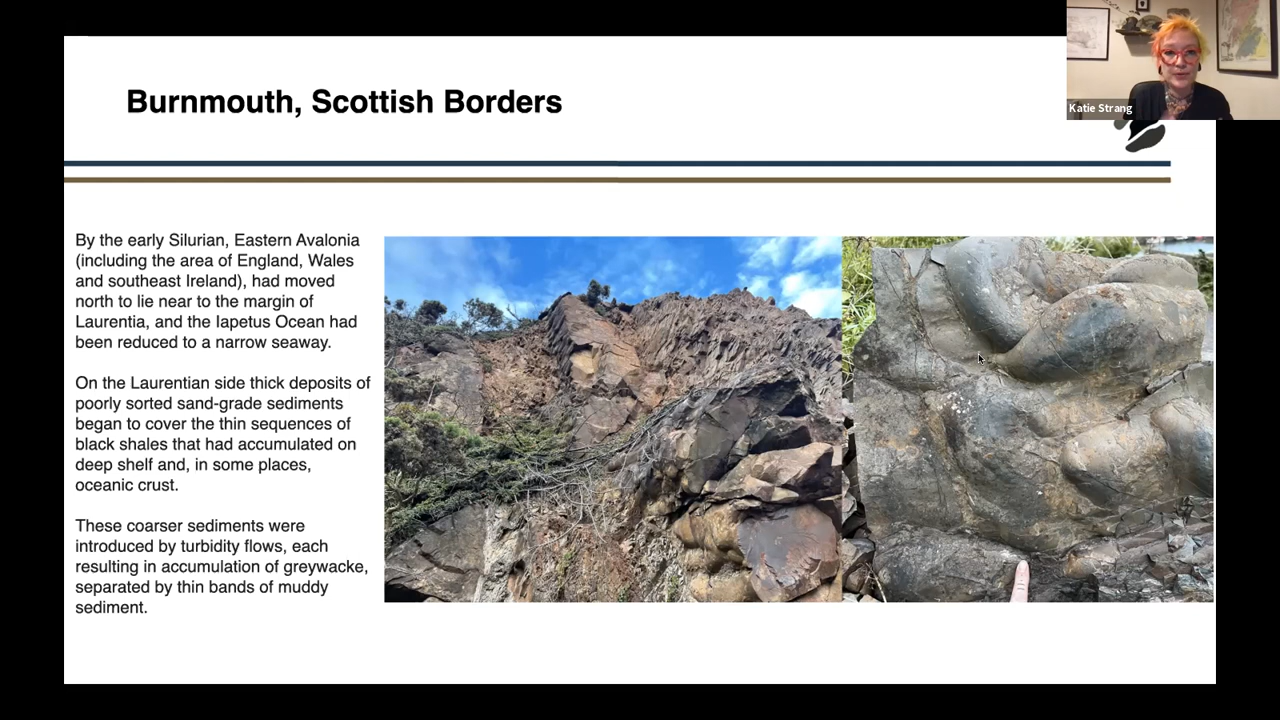 Burnmouth, Scottish Borders
Katie Strang
By the early Silurian, Eastern Avalonia
(including the area of England, Wales
and southeast Ireland), had moved
north to lie near to the margin of
Laurentia, and the Iapetus Ocean had
been reduced to a narrow seaway.
On the Laurentian side thick deposits of
poorly sorted sand-grade sediments
began to cover the thin sequences of
black shales that had accumulated on
deep shelf and, in some places,
oceanic crust.
These coarser sediments were
introduced by turbidity flows, each
resulting in accumulation of greywacke,
separated by thin bands of muddy
sediment.